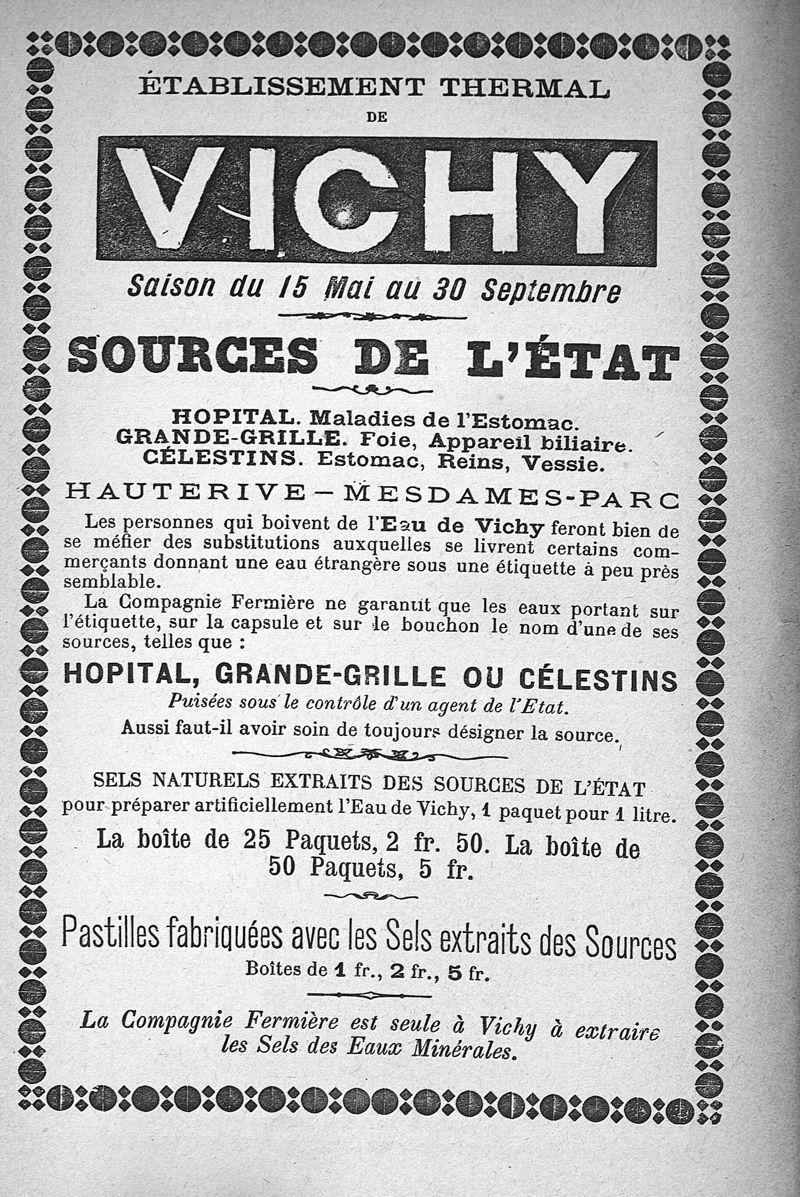 ÉTABLISSEMENT THERMAL
DE
VICHY
Saison du 15 Mai au 30 Septembre
SOURCES DE L'ÉTAT
HOPITAL. Maladies de l'Estomac.
GRANDE-GRILLE. Foie, Appareil biliaire.
CÉLESTINS. Estomac, Reins, Vessie.
HAUTERIVE — MESDAMES-PARC
Les personnes qui boivent de l'Eau de Vichy feront bien de
se méfier des substitutions auxquelles se livrent certains com-
merçants donnant une eau étrangère sous une étiquette à peu près
semblable.
La Compagnie Fermière ne garantit que les eaux portant sur
l'étiquette, sur la capsule et sur le bouchon le nom d'une de ses
sources, telles que :
HOPITAL, GRANDE-GRILLE OU CÉLESTINS
Puisées sous le contrôle d'un agent de l'Etat.
Aussi faut-il avoir soin de toujours désigner la source.
SELS NATURELS EXTRAITS DES SOURCES DE L'ÉTAT
pour préparer artificiellement l'Eau de Vichy, 1 paquet pour 1 litre.
La boîte de 25 Paquets, 2 fr. 50. La boîte de
50 Paquets, 5 fr.
Pastilles fabriquées avec les Sels extraits des Sources
Boîtes de 1 fr., 2 fr., 5 fr.
La Compagnie Fermière est seule à Vichy à extraire
les Sels des Eaux Minérales.